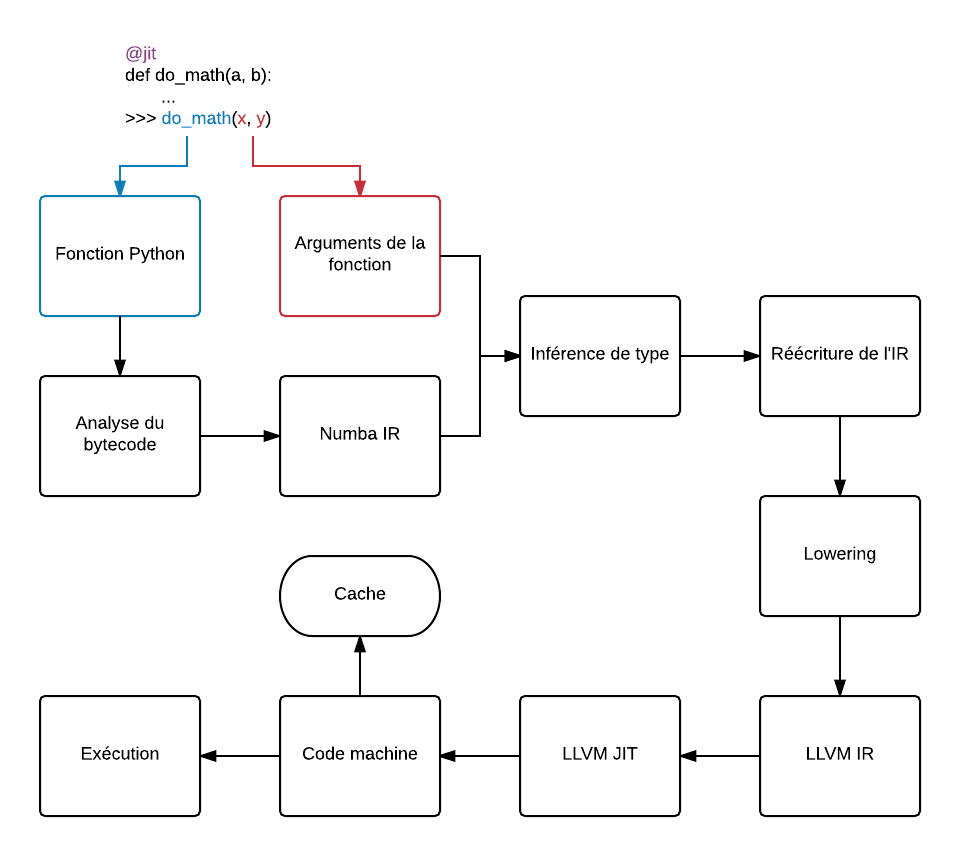 @jit
def do_math(a, b):
...
>>> do_math(x, y)
Fonction Python
Arguments de la
fonction
Inférence de type
Réécriture de l'IR
Analyse du
bytecode
Numba IR
Lowering
Cache
Exécution
Code machine
LLVM JIT
LLVM IR